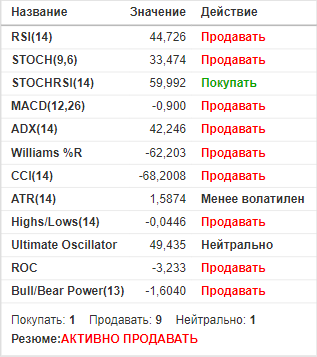 Название Значение Действие
RSI(14) 44,726 Продавать
STOCH(9,6) 33,474 Продавать
STOCHRSI(14) 59,992 Покупать
MACD(12,26) -0,900 Продавать
ADX(14) 42,246 Продавать
Williams %R -62,203 Продавать
CCI(14) -68,2008 Продавать
ATR(14) 1,5874 Менее волатилен
Highs/Lows(14) -0,0446 Продавать
Ultimate Oscillator 49,435 Нейтрально
ROC -3,233 Продавать
Bull/Bear Power(13) -1,6040 Продавать
Покупать: 1 Продавать: 9 Нейтрально: 1
Резюме:АКТИВНО ПРОДАВАТЬ